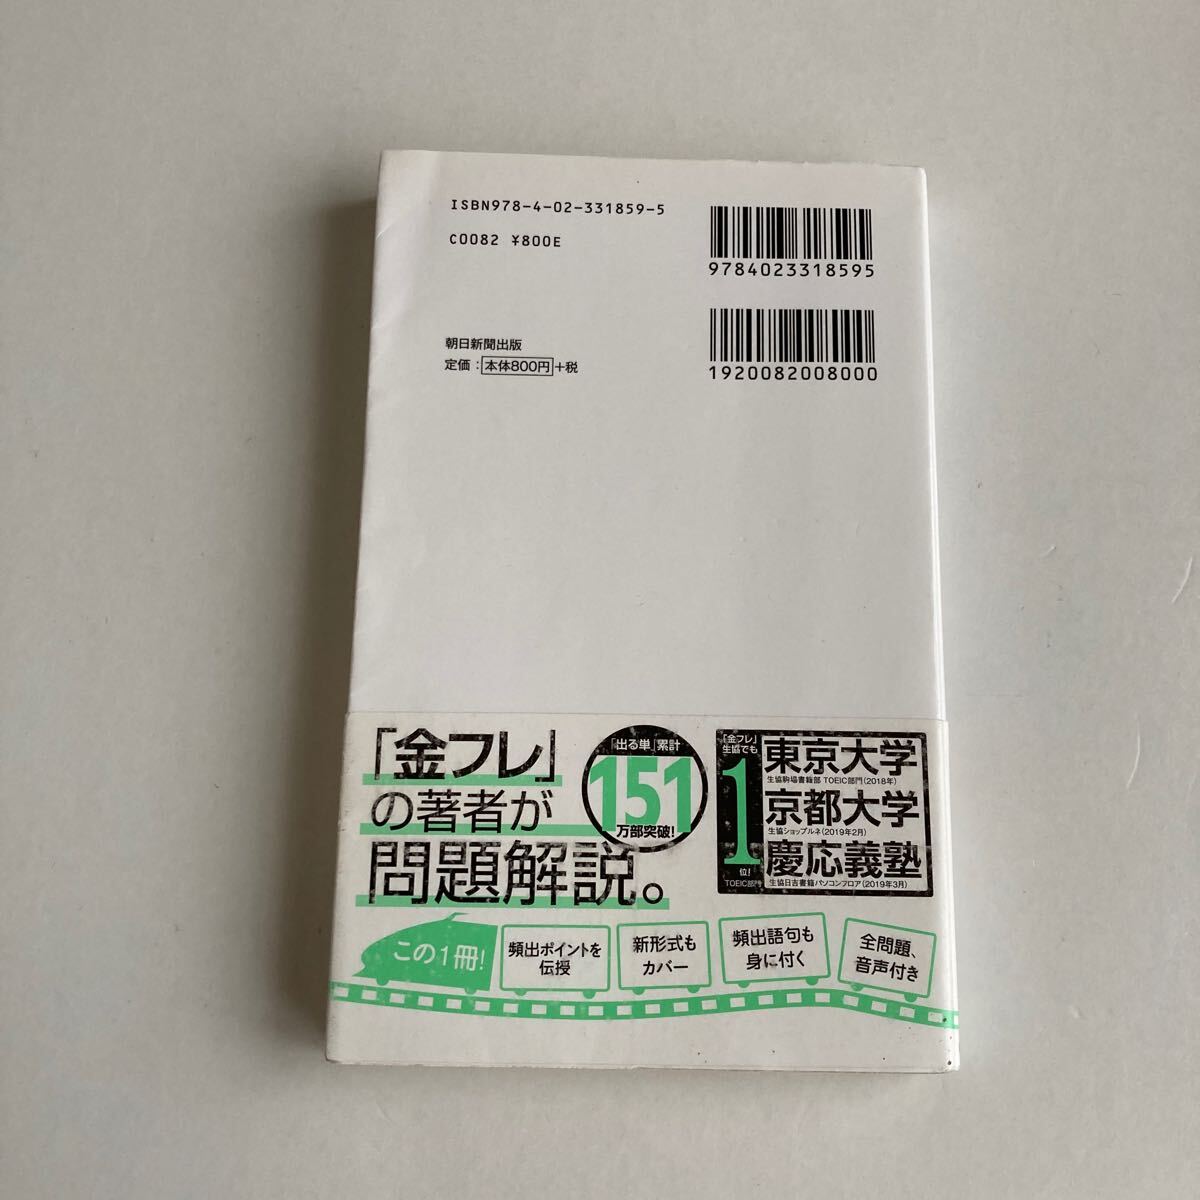 ISBN978-4-02-331859-5
C0082 ¥800E
9784023318595
朝日新聞出版
定価：本体800円+税
1920082008000
「金フレ」
の著者が
問題解説。
「出る単」累計
151
万部突破！
「金フレ」
生協でも
1
位！
TOEIC部門
東京大学
生協駒場書籍部 TOEIC部門（2018年）
京都大学
生協ショップルネ（2019年2月）
慶応義塾
生協日吉書籍パソコンフロア（2019年3月）
この1冊！
頻出ポイントを
伝授
新形式も
カバー
頻出語句も
身に付く
全問題、
音声付き